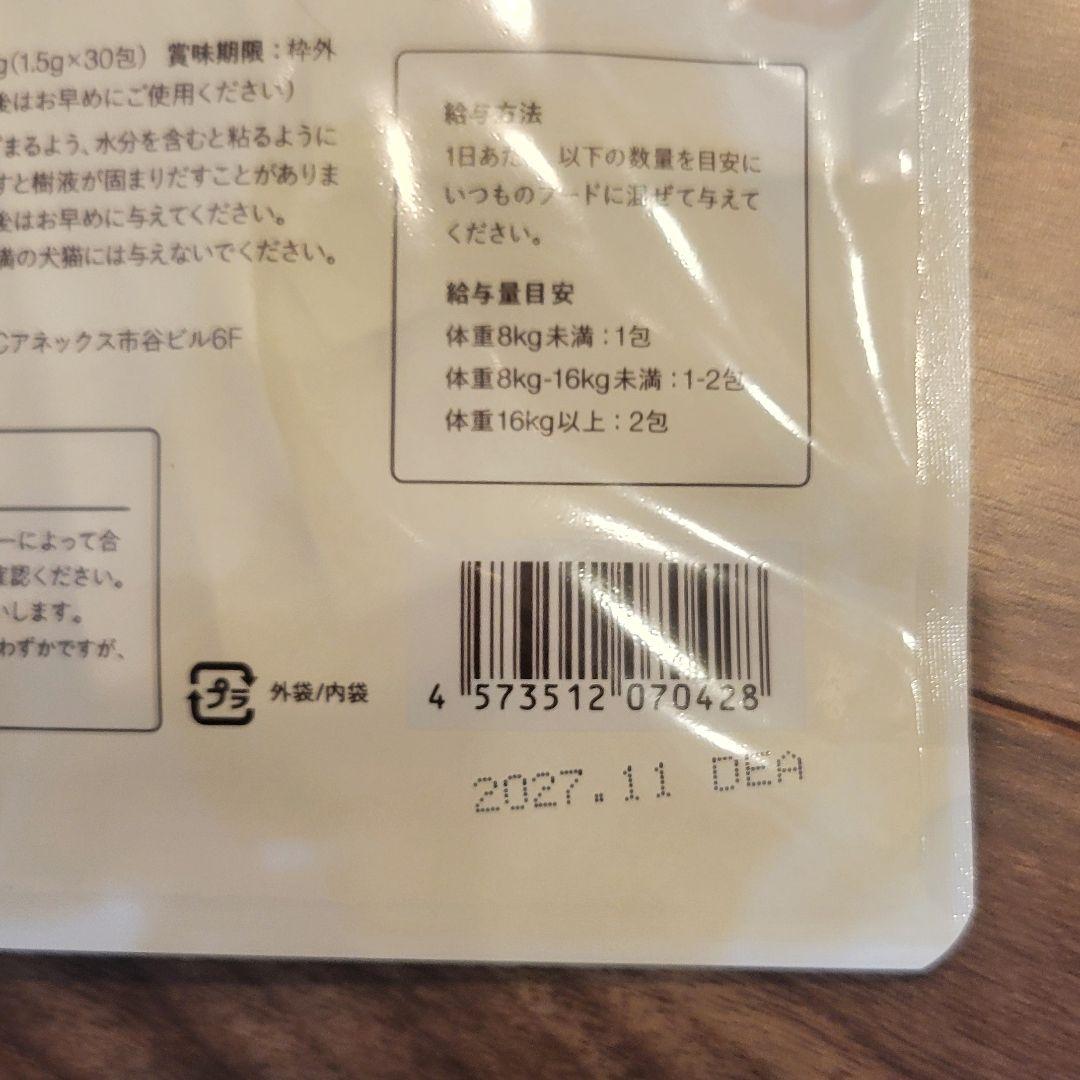 g(1.5g×30包) 賞味期限：枠外
後はお早めにご使用ください）
まるよう、水分を含むと粘るように
すと樹液が固まりだすことがありま
後はお早めに与えてください。
満の犬猫には与えないでください。
Cアネックス市谷ビル6F
給与方法
1日あた 以下の数量を目安に
いつものフードに混ぜて与えて
ください。
給与量目安
体重8kg未満：1包
体重8kg-16kg未満：1-2包
体重16kg以上：2包
ーによって合
確認ください。
いします。
わずかですが、
プラ 外袋/内袋
4 573512 070428
2027.11 DEA